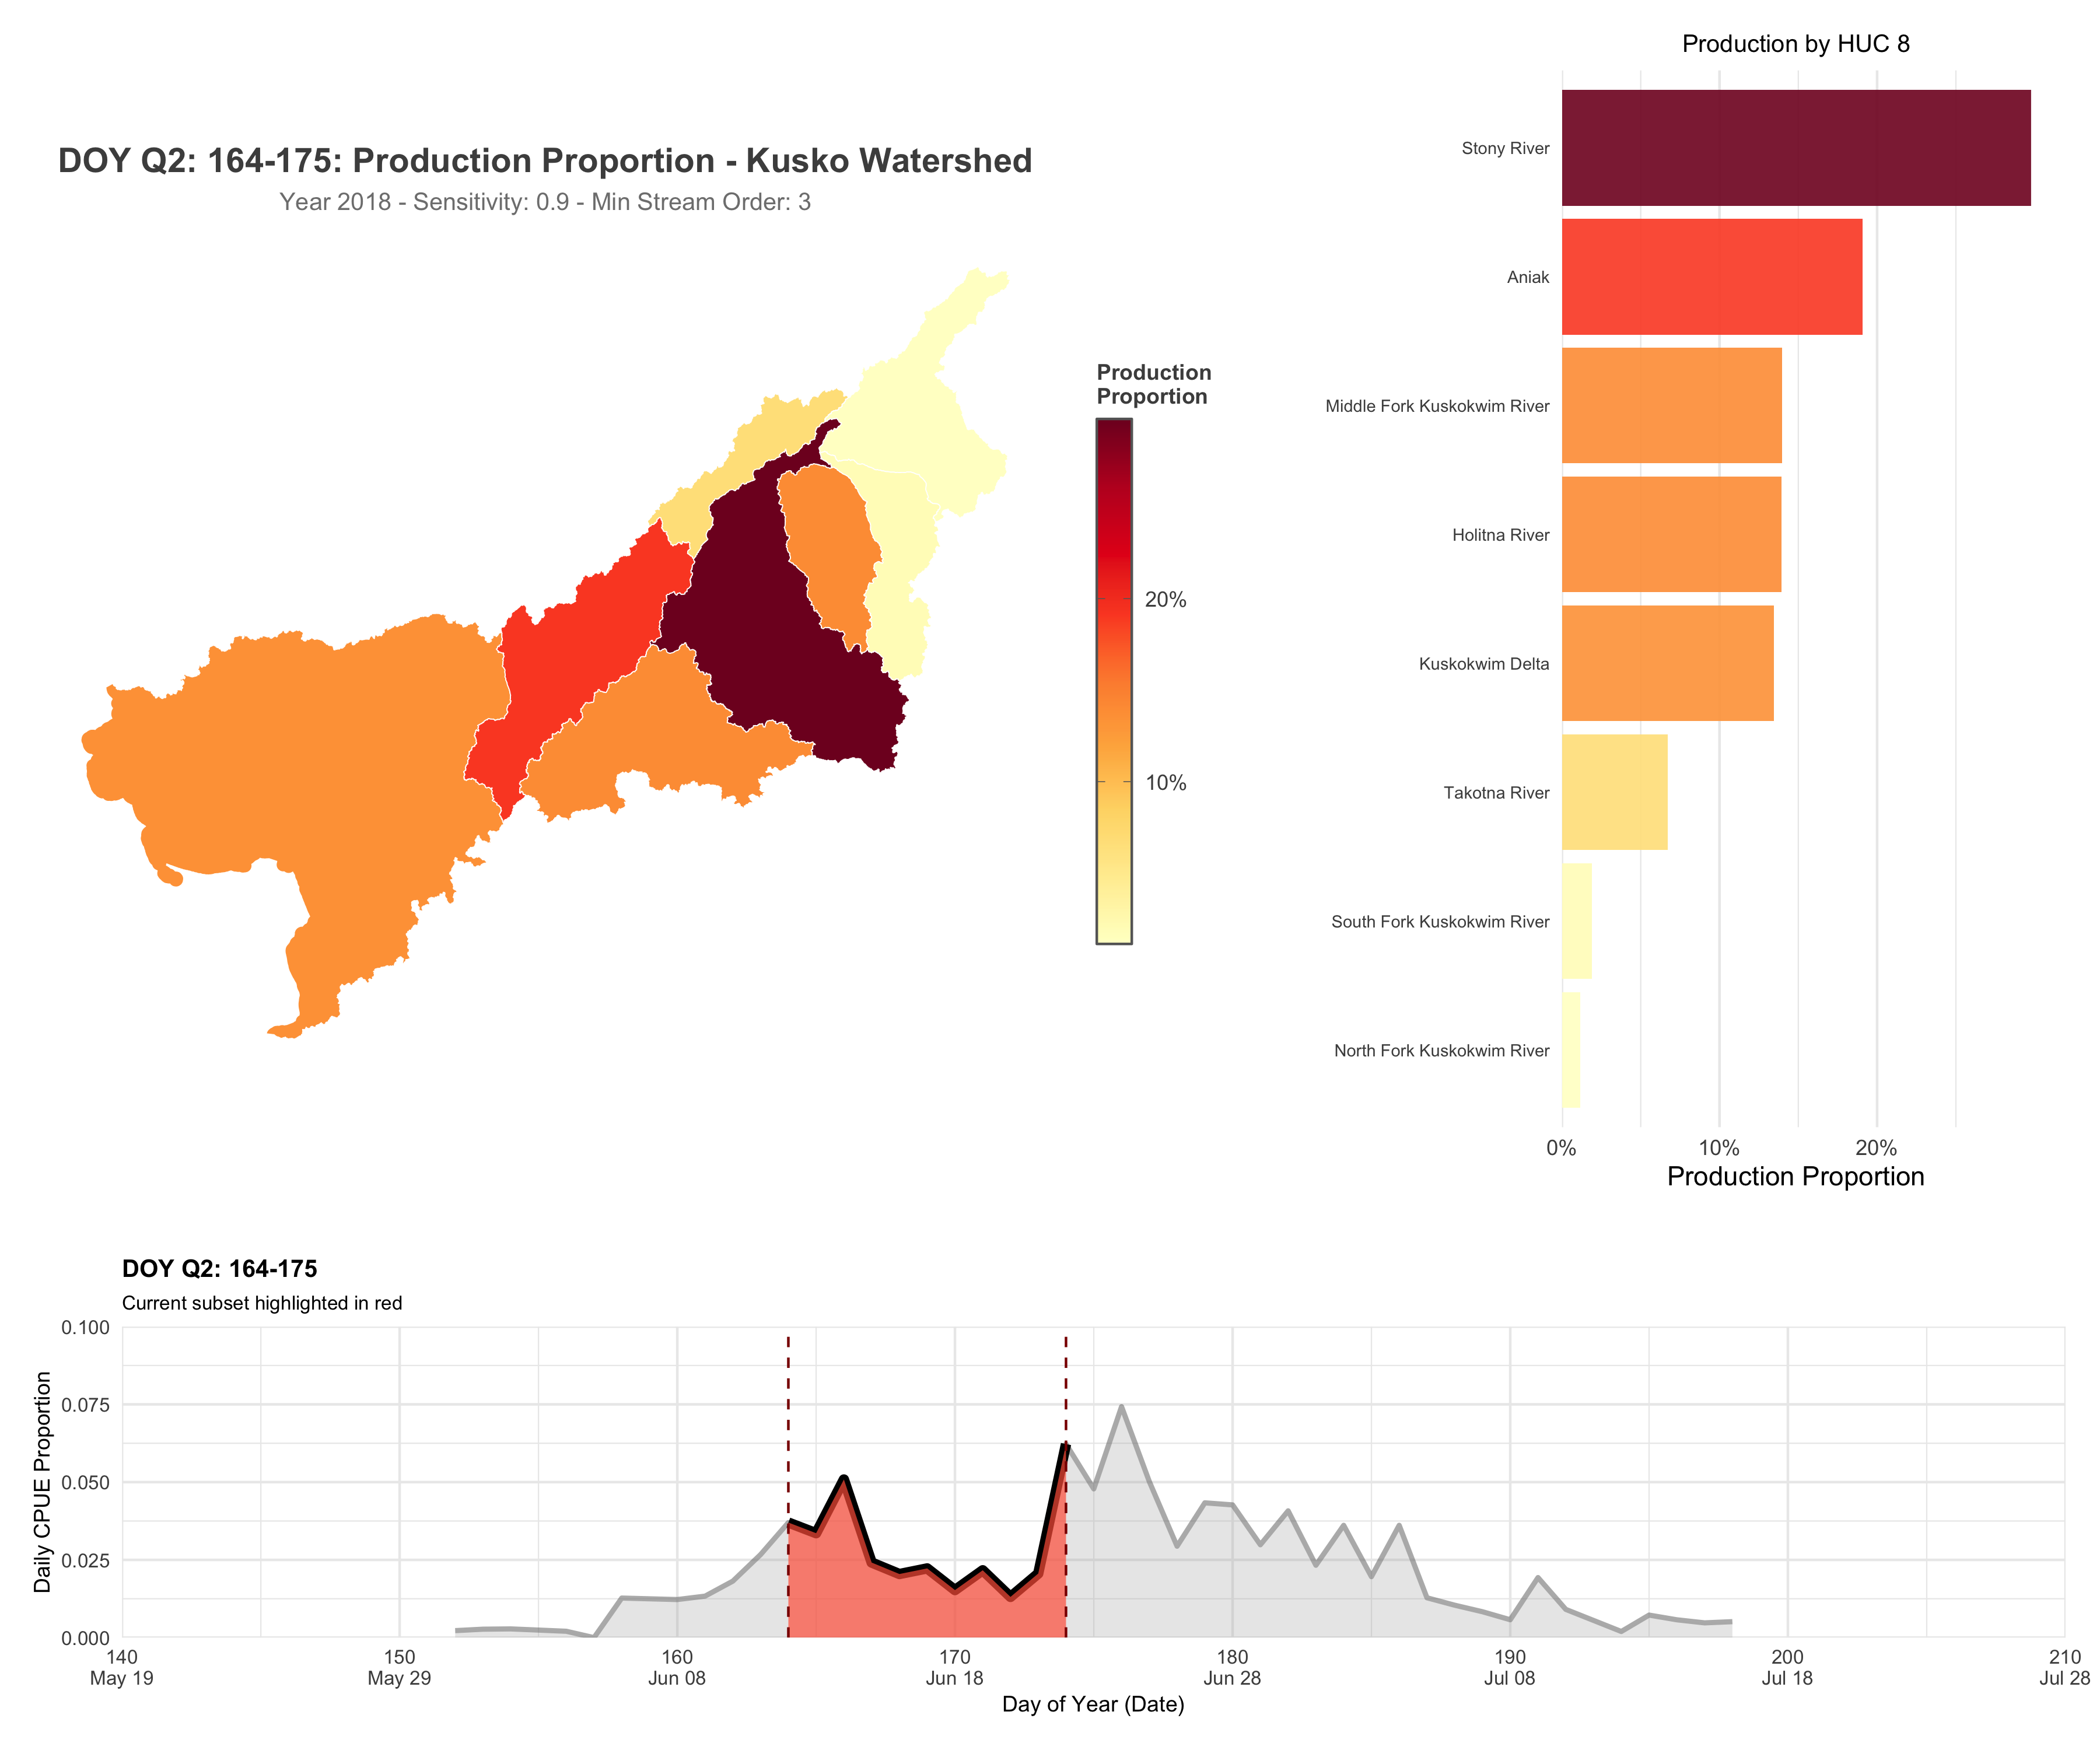 DOY Q2: 164-175: Production Proportion - Kusko Watershed
Year 2018 - Sensitivity: 0.9 - Min Stream Order: 3
Production
Proportion
20%
10%
Production by HUC 8
Stony River
Aniak
Middle Fork Kuskokwim River
Holitna River
Kuskokwim Delta
Takotna River
South Fork Kuskokwim River
North Fork Kuskokwim River
0% 10% 20%
Production Proportion
DOY Q2: 164-175
Current subset highlighted in red
Daily CPUE Proportion
0.100
0.075
0.050
0.025
0.000
140 150 160 170 180 190 200 210
May 19 May 29 Jun 08 Jun 18 Jun 28 Jul 08 Jul 18 Jul 28
Day of Year (Date)